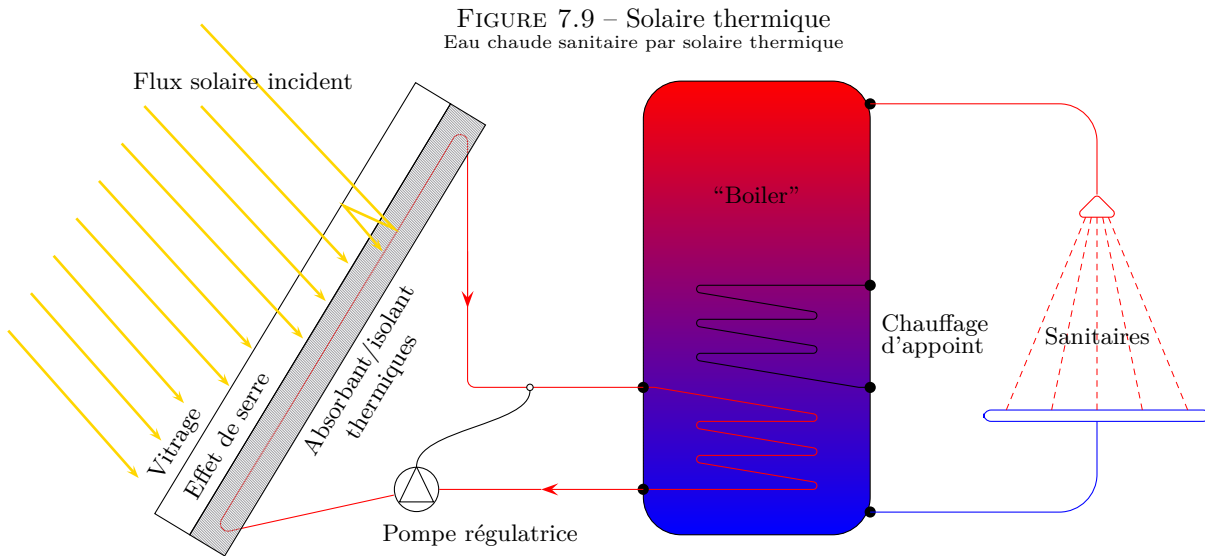 FIGURE 7.9 – Solaire thermique
Eau chaude sanitaire par solaire thermique
Flux solaire incident
“Boiler”
Vitrage
Effet de serre
Absorbant/isolant
thermiques
Chauffage
d'appoint
Sanitaires
Pompe régulatrice